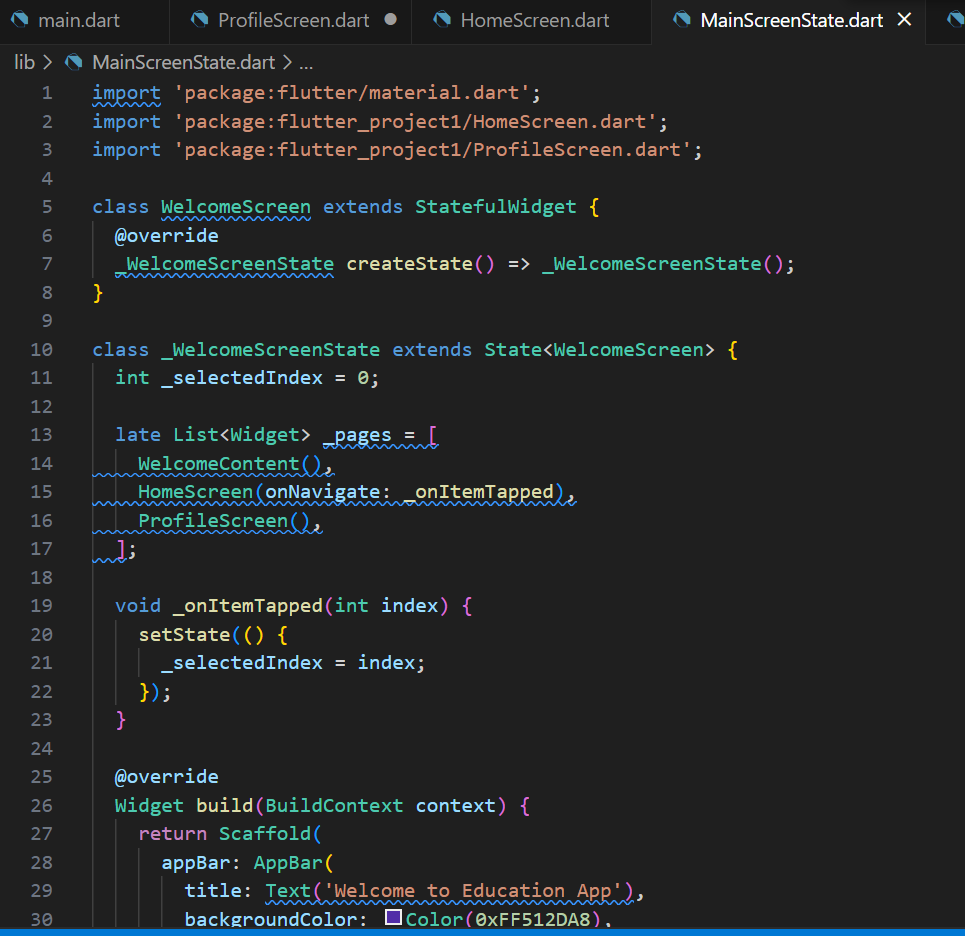 main.dart ProfileScreen.dart HomeScreen.dart MainScreenState.dart
lib > MainScreenState.dart > ...
1 import 'package:flutter/material.dart';
2 import 'package:flutter_project1/HomeScreen.dart';
3 import 'package:flutter_project1/ProfileScreen.dart';
4
5 class WelcomeScreen extends StatefulWidget {
6 @override
7 _WelcomeScreenState createState() => _WelcomeScreenState();
8 }
9
10 class _WelcomeScreenState extends State<WelcomeScreen> {
11 int _selectedIndex = 0;
12
13 late List<Widget> _pages = [
14 WelcomeContent(),
15 HomeScreen(onNavigate: _onItemTapped),
16 ProfileScreen(),
17 ];
18
19 void _onItemTapped(int index) {
20 setState(() {
21 _selectedIndex = index;
22 });
23 }
24
25 @override
26 Widget build(BuildContext context) {
27 return Scaffold(
28 appBar: AppBar(
29 title: Text('Welcome to Education App'),
30 backgroundColor: Color(0xFF512DA8),